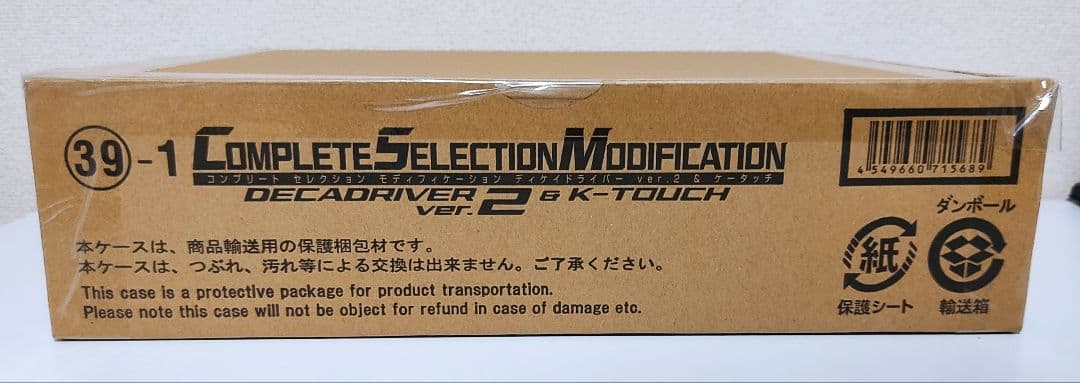 39-1 COMPLETE SELECTION MODIFICATION
コンプリート セレクション モディフィケーション ディケイドライバー ver.2 & ケータッチ
DECADRIVER ver.2 & K-TOUCH
本ケースは、商品輸送用の保護梱包材です。
本ケースは、つぶれ、汚れ等による交換は出来ません。ご了承ください。
This case is a protective package for product transportation.
Please note this case will not be object for refund in case of damage etc.
4 549660 715689
ダンボール
紙
保護シート
輸送箱